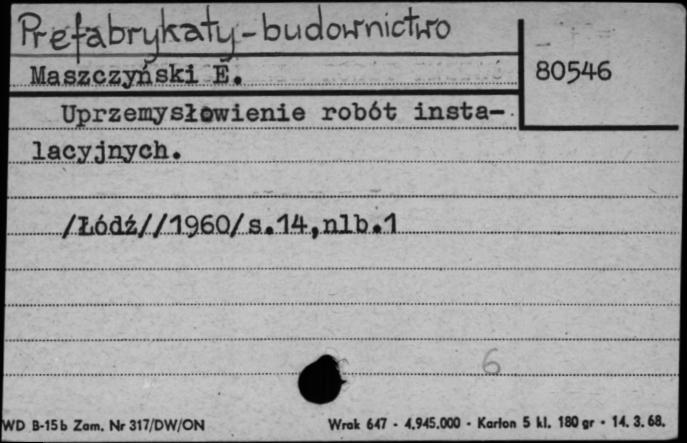 Prefabrykaty-budownictwo
Maszczyński E.
80546
Uprzemysłowienie robót insta-
lacyjnych.
/Łódź//1960/s.14,nlb.1
6
WD B-15b Zam. Nr 317/DW/ON
Wrak 647 - 4.945.000 - Karton 5 kl. 180 gr - 14. 3. 68.